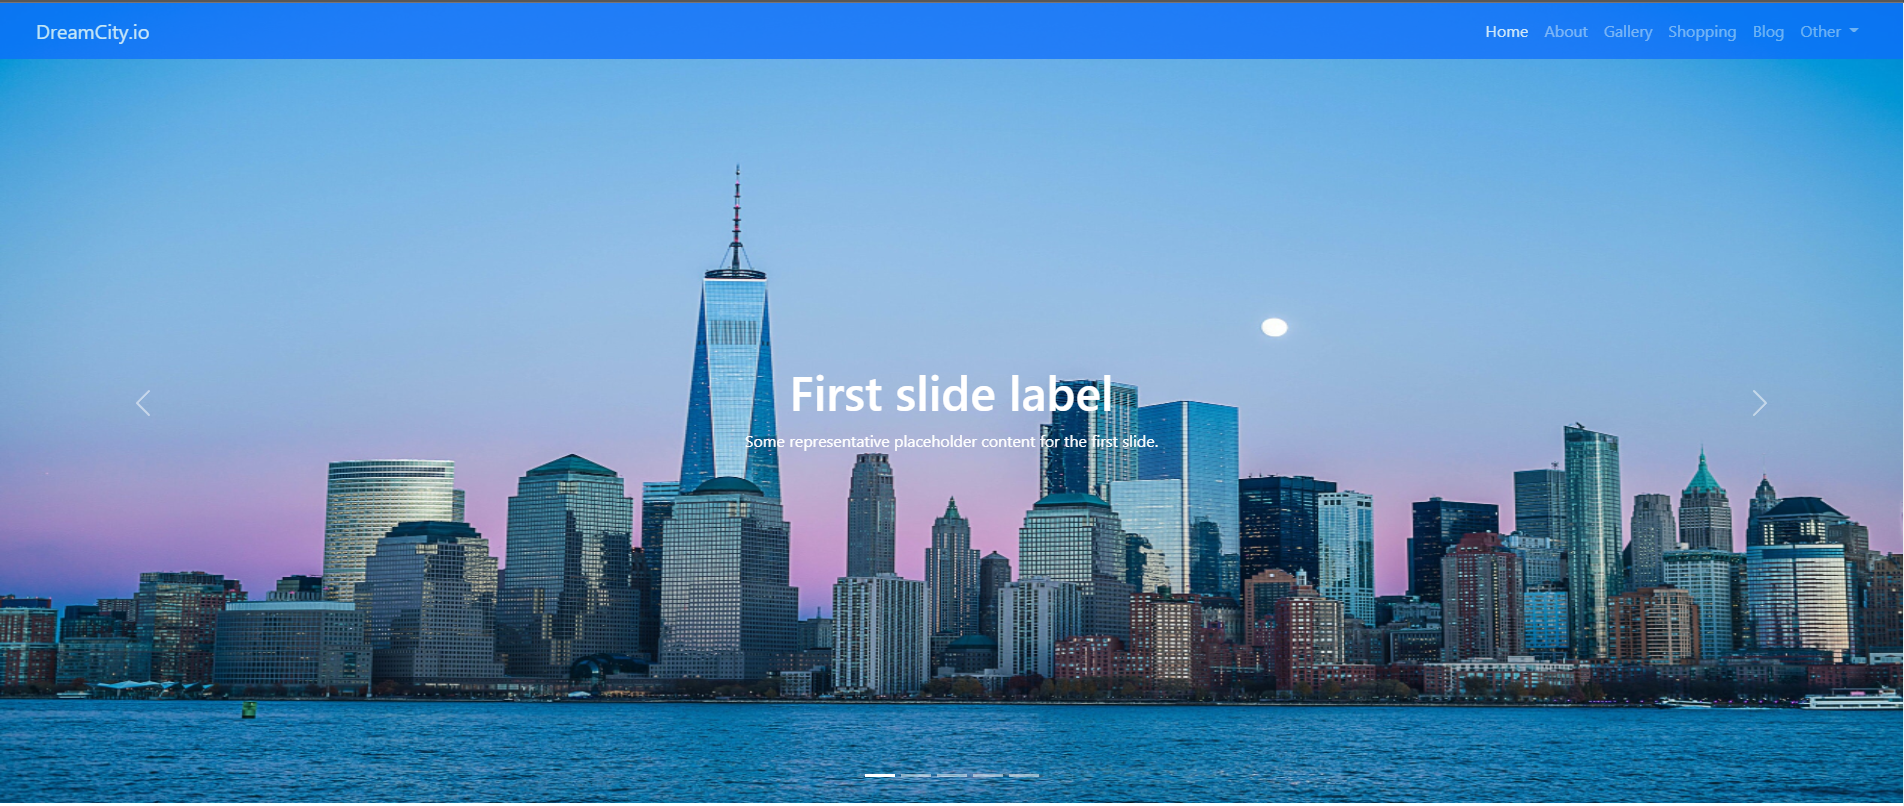 DreamCity.io Home About Gallery Shopping Blog Other
First slide label
Some representative placeholder content for the first slide.